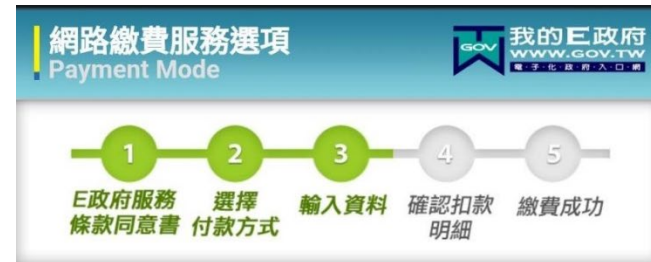 網路繳費服務選項
Payment Mode
GOV
我的E政府
WWW.GOV.TW
電‧子‧化‧政‧府‧入‧口‧網
1
2
3
4
5
E政府服務
條款同意書
選擇
付款方式
輸入資料
確認扣款
明細
繳費成功